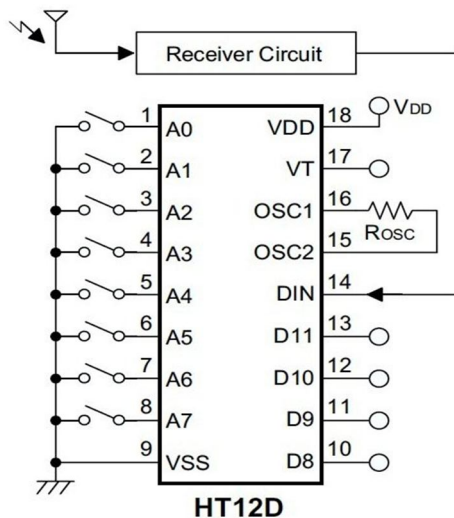 Receiver Circuit
VDD
1 A0 VDD 18
2 A1 VT 17
3 A2 OSC1 16
ROSC
4 A3 OSC2 15
5 A4 DIN 14
6 A5 D11 13
7 A6 D10 12
8 A7 D9 11
9 VSS D8 10
HT12D